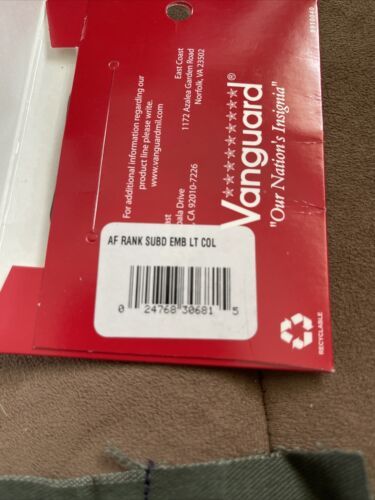 For additional information regarding our
product line please write.
www.vanguardmil.com
East Coast
1172 Azalea Garden Road
Norfolk, VA 23502
Drive
, CA 92010-7226
Vanguard®
"Our Nation's Insignia"
AF RANK SUBD EMB LT COL
0 24768 30681 5
RECYCLABLE